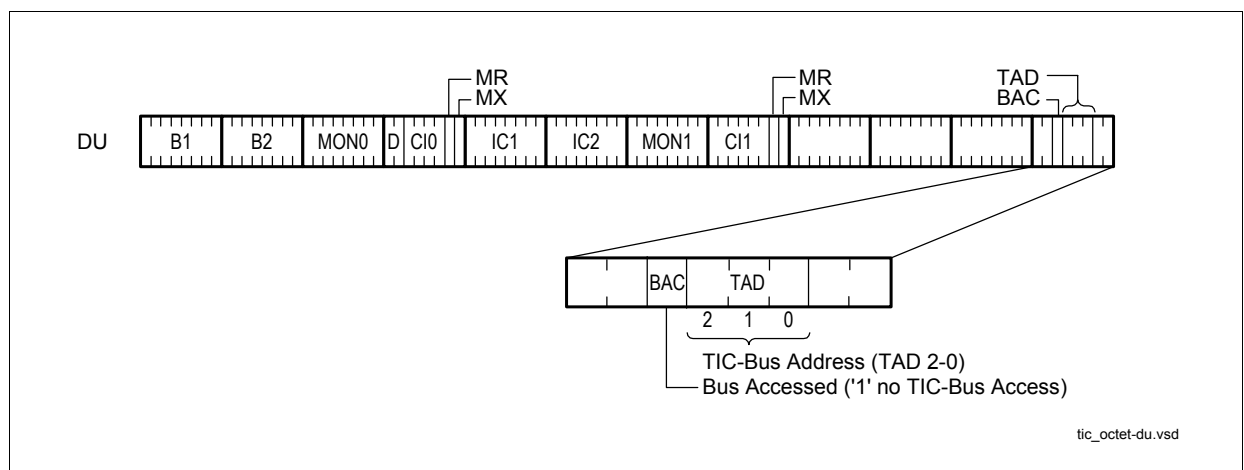 MR MR TAD
MX MX BAC
DU B1 B2 MON0 D CI0 IC1 IC2 MON1 CI1
BAC TAD
2 1 0
TIC-Bus Address (TAD 2-0)
Bus Accessed ('1' no TIC-Bus Access)
tic_octet-du.vsd